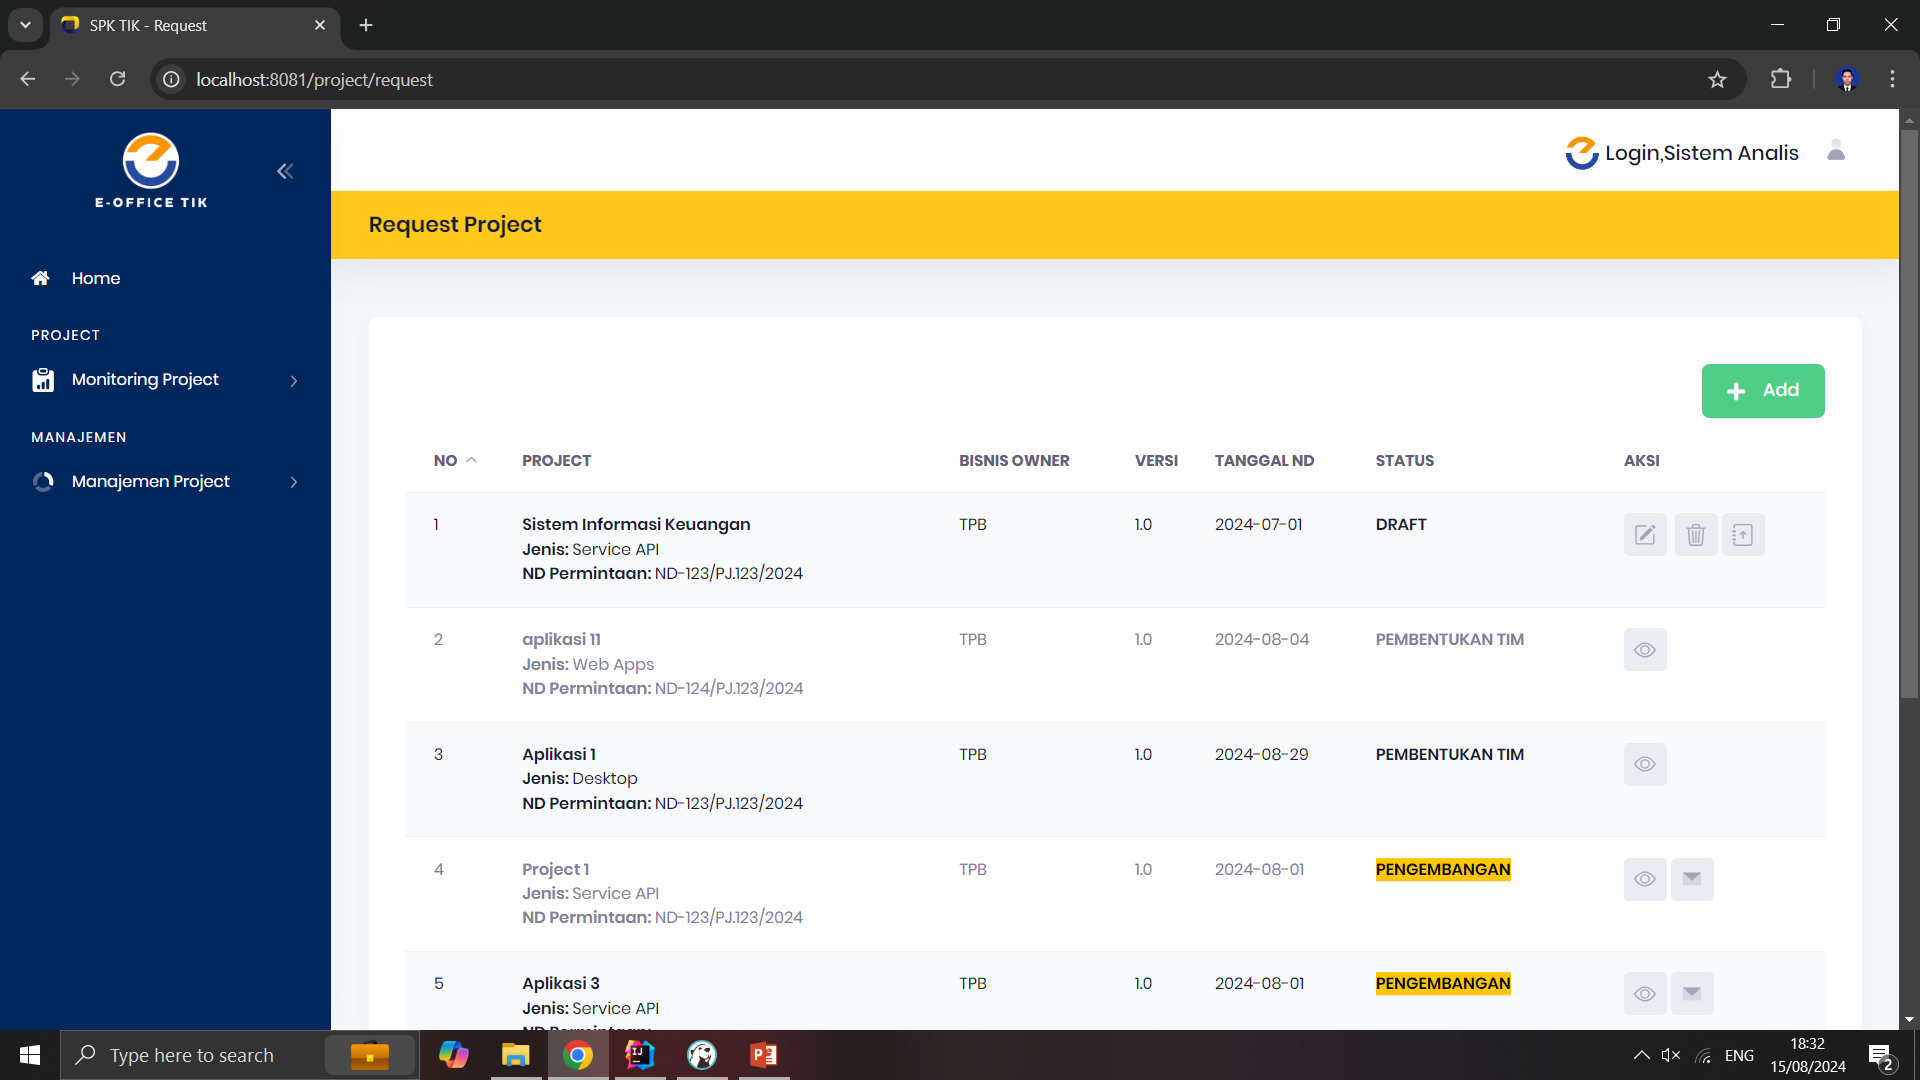 SPK TIK - Request
localhost:8081/project/request
E-OFFICE TIK
Login,Sistem Analis
Request Project
Home
PROJECT
Monitoring Project
MANAJEMEN
Manajemen Project
Add
NO PROJECT BISNIS OWNER VERSI TANGGAL ND STATUS AKSI
1 Sistem Informasi Keuangan TPB 1.0 2024-07-01 DRAFT
Jenis: Service API
ND Permintaan: ND-123/PJ.123/2024
2 aplikasi 11 TPB 1.0 2024-08-04 PEMBENTUKAN TIM
Jenis: Web Apps
ND Permintaan: ND-124/PJ.123/2024
3 Aplikasi 1 TPB 1.0 2024-08-29 PEMBENTUKAN TIM
Jenis: Desktop
ND Permintaan: ND-123/PJ.123/2024
4 Project 1 TPB 1.0 2024-08-01 PENGEMBANGAN
Jenis: Service API
ND Permintaan: ND-123/PJ.123/2024
5 Aplikasi 3 TPB 1.0 2024-08-01 PENGEMBANGAN
Jenis: Service API
ND Permintaan:
Type here to search
ENG
18:32
15/08/2024
2